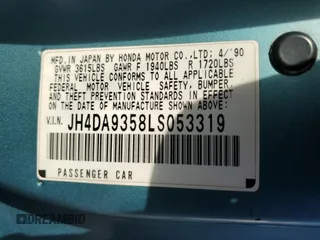 MFD. IN JAPAN BY HONDA MOTOR CO.,LTD; 4/'90
GVWR 3615LBS GAWR F 1940LBS R 1720LBS
THIS VEHICLE CONFORMS TO ALL APPLICABLE
FEDERAL MOTOR VEHICLE SAFETY, BUMPER
AND THEFT PREVENTION STANDARDS IN EFFECT
ON THE DATE OF MANUFACTURE SHOWN ABOVE.
V.I.N. JH4DA9358LS053319
PASSENGER CAR
DREAMBID